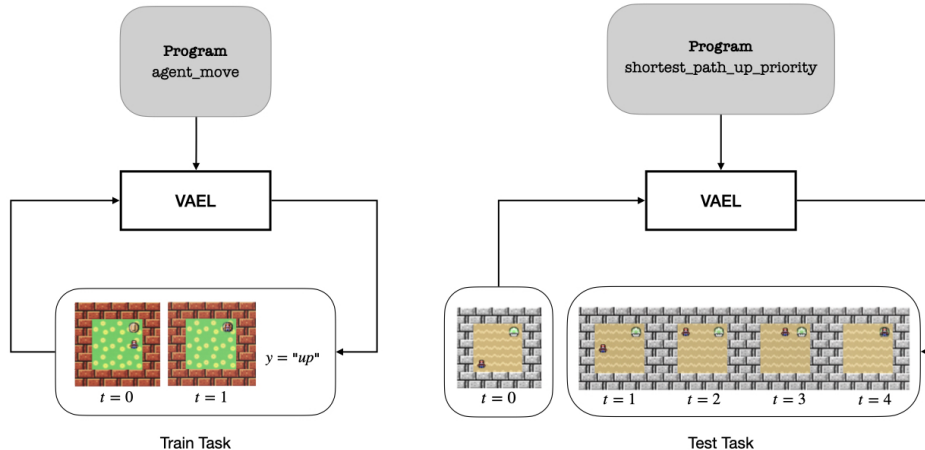 Program
agent_move
VAEL
t = 0
t = 1
y = "up"
Train Task
Program
shortest_path_up_priority
VAEL
t = 0
t = 1
t = 2
t = 3
t = 4
Test Task